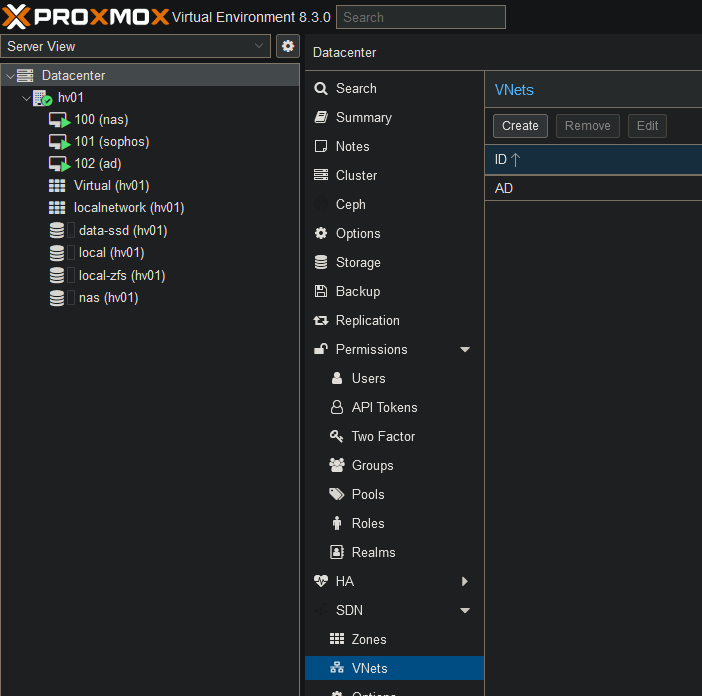 PROXMOX Virtual Environment 8.3.0 Search
Server View
Datacenter
hv01
100 (nas)
101 (sophos)
102 (ad)
Virtual (hv01)
localnetwork (hv01)
data-ssd (hv01)
local (hv01)
local-zfs (hv01)
nas (hv01)
Datacenter
Search
Summary
Notes
Cluster
Ceph
Options
Storage
Backup
Replication
Permissions
Users
API Tokens
Two Factor
Groups
Pools
Roles
Realms
HA
SDN
Zones
VNets
Options
VNets
Create Remove Edit
ID
AD